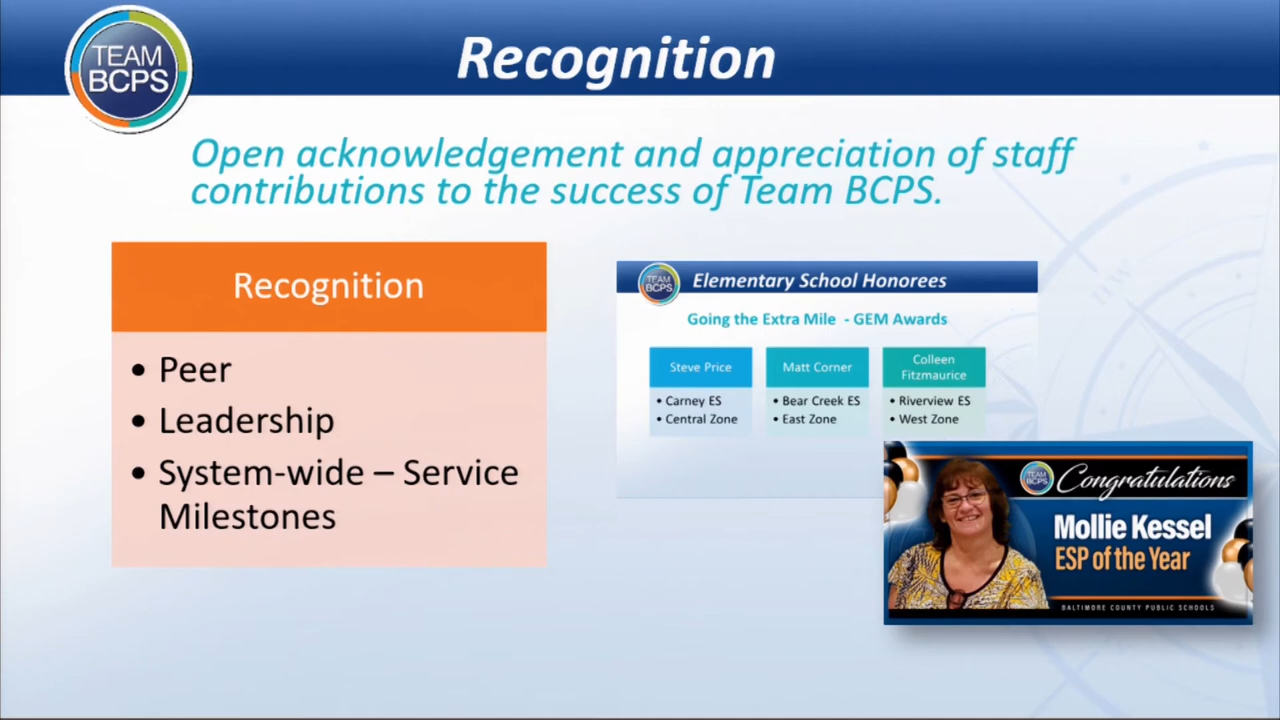 TEAM
BCPS
Recognition
Open acknowledgement and appreciation of staff
contributions to the success of Team BCPS.
Recognition
• Peer
• Leadership
• System-wide – Service
Milestones
TEAM
BCPS
Elementary School Honorees
Going the Extra Mile - GEM Awards
Steve Price
• Carney ES
• Central Zone
Matt Corner
• Bear Creek ES
• East Zone
Colleen
Fitzmaurice
• Riverview ES
• West Zone
TEAM
BCPS
Congratulations
Mollie Kessel
ESP of the Year
BALTIMORE COUNTY PUBLIC SCHOOLS